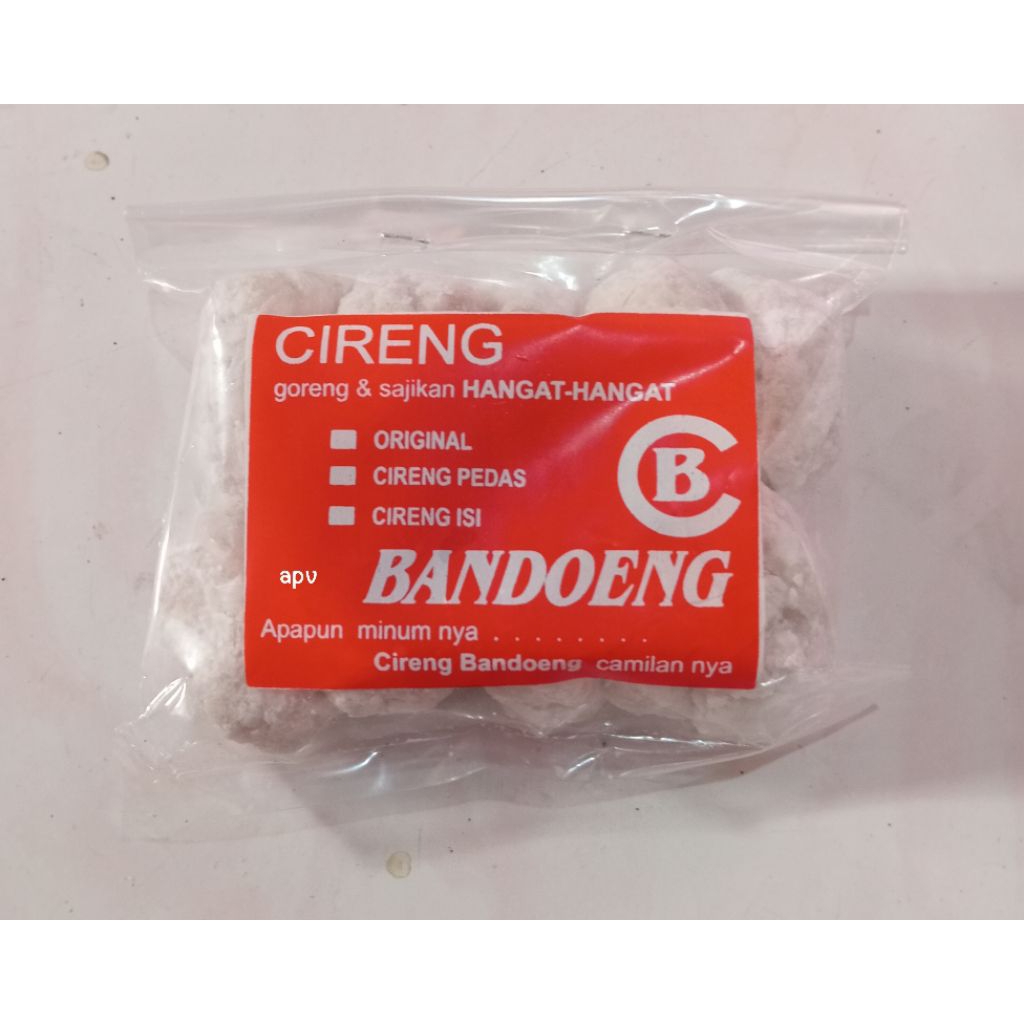 CIRENG
goreng & sajikan HANGAT-HANGAT
ORIGINAL
CIRENG PEDAS
CIRENG ISI
CB
apv
BANDOENG
Apapun minum nya . . . . . . . .
Cireng Bandoeng camilan nya